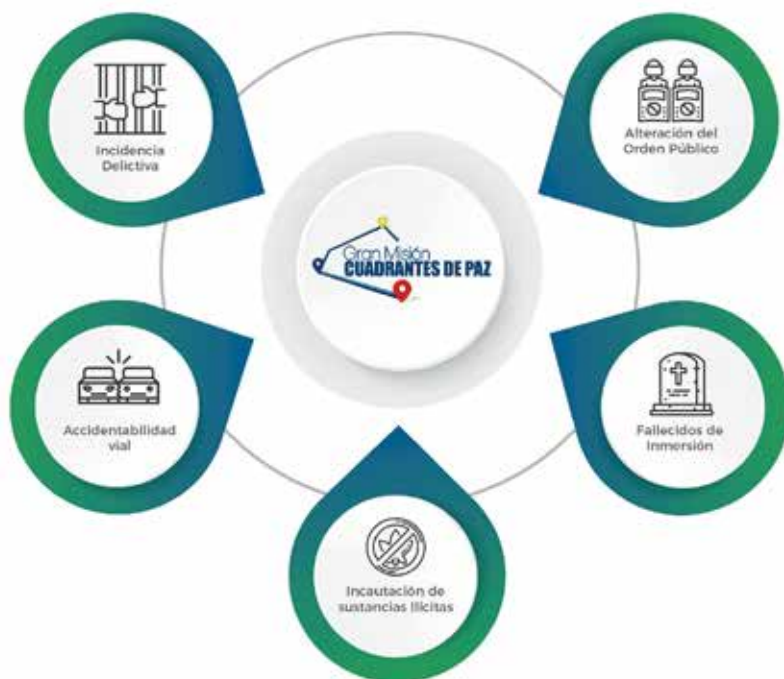 Incidencia
Delictiva
Alteración del
Orden Público
Gran Misión
CUADRANTES DE PAZ
Accidentabilidad
vial
Fallecidos de
Inmersión
Incautación de
sustancias Ilícitas